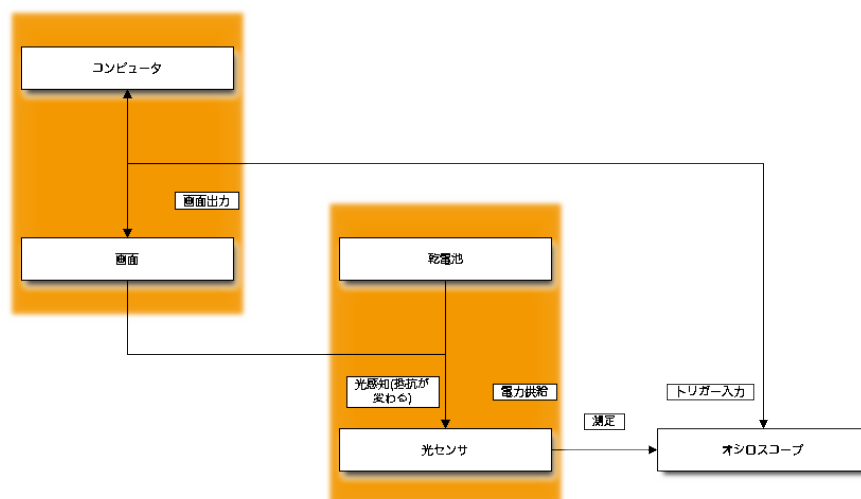 コンピュータ
画面出力
画面
乾電池
光感知(抵抗が
変わる)
電力供給
トリガー入力
測定
光センサ
オシロスコープ